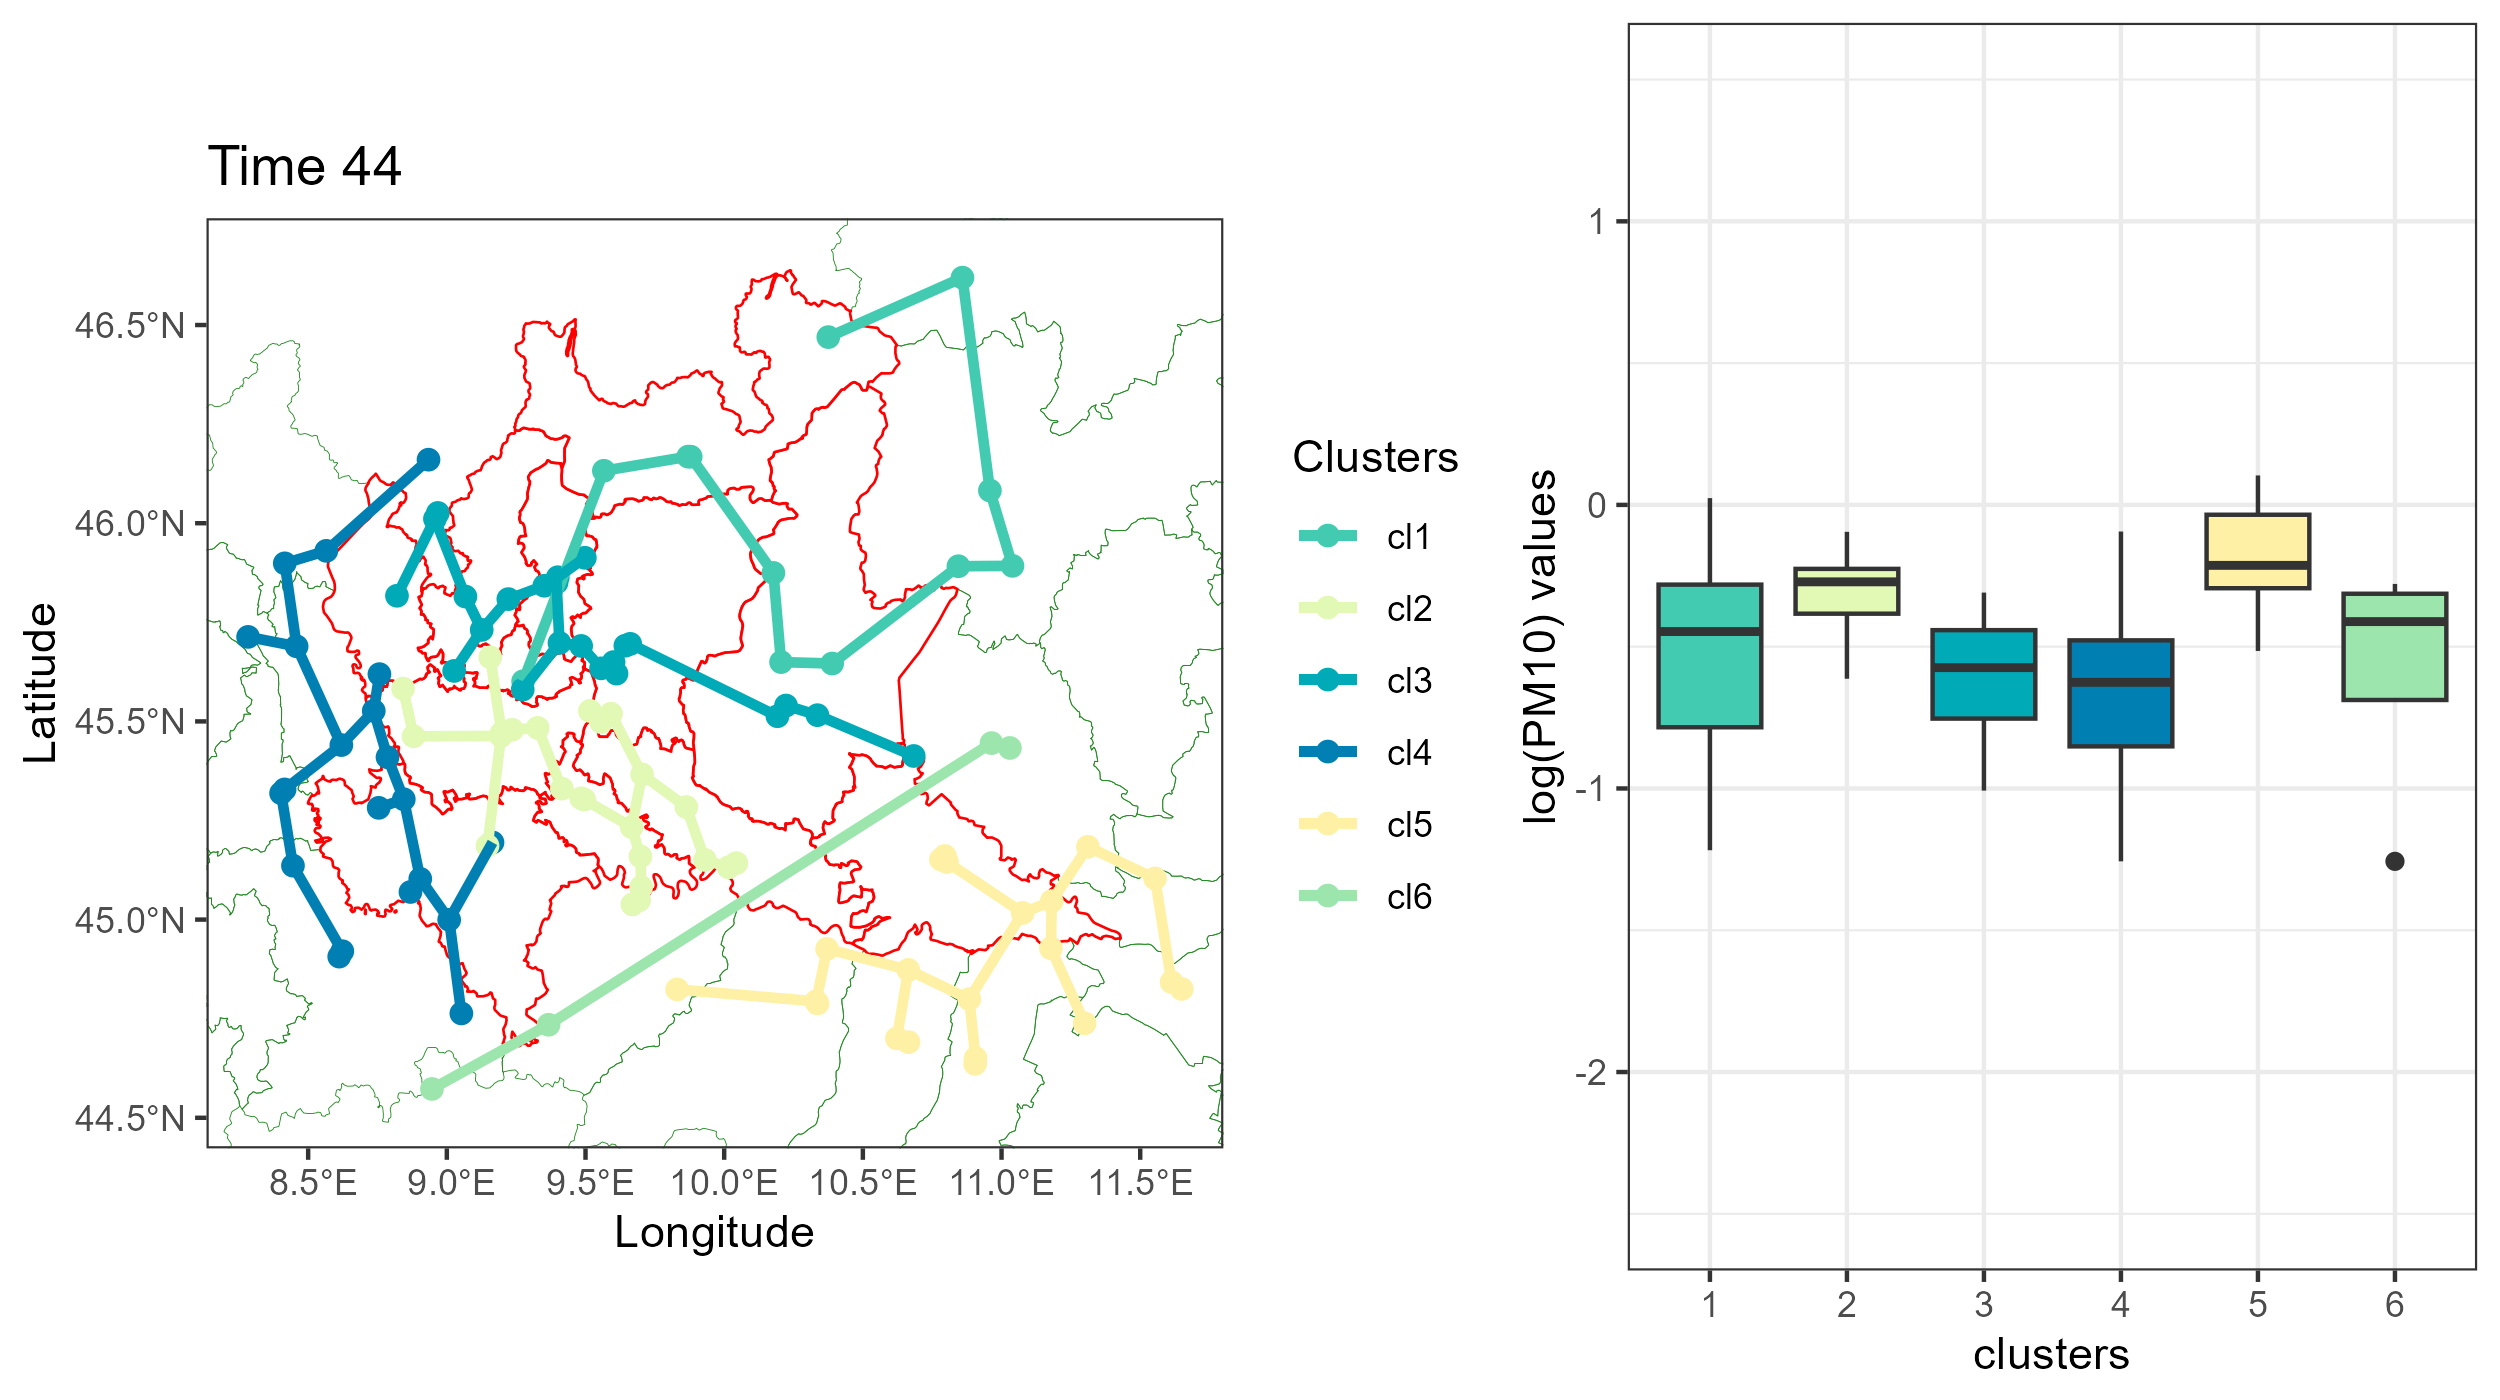 Time 44
Latitude
46.5°N
46.0°N
45.5°N
45.0°N
44.5°N
8.5°E 9.0°E 9.5°E 10.0°E 10.5°E 11.0°E 11.5°E
Longitude
Clusters
cl1
cl2
cl3
cl4
cl5
cl6
log(PM10) values
1
0
-1
-2
1 2 3 4 5 6
clusters